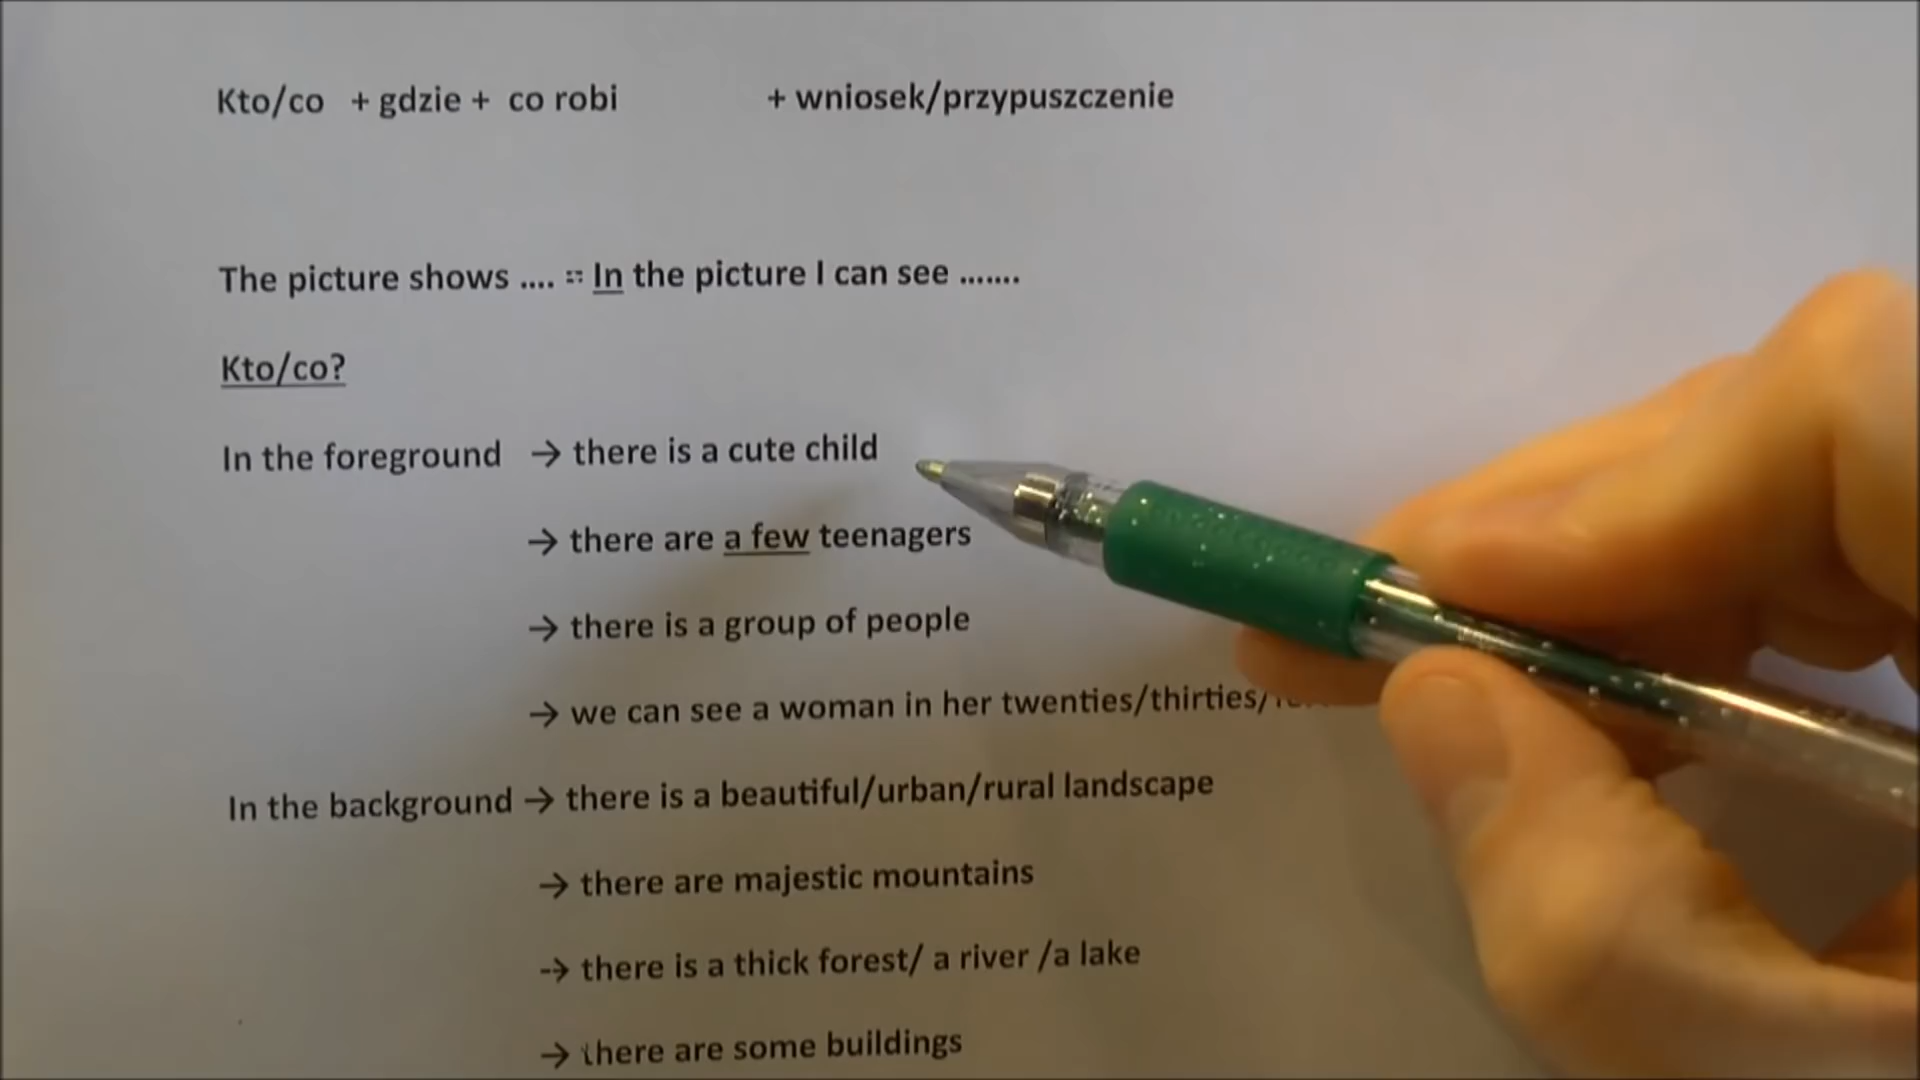 Kto/co + gdzie + co robi + wniosek/przypuszczenie
The picture shows .... = In the picture I can see .......
Kto/co?
In the foreground → there is a cute child
→ there are a few teenagers
→ there is a group of people
→ we can see a woman in her twenties/thirties/
In the background → there is a beautiful/urban/rural landscape
→ there are majestic mountains
→ there is a thick forest/ a river /a lake
→ there are some buildings